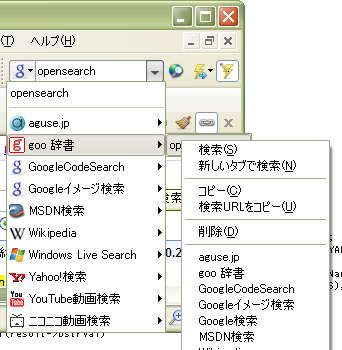 (T) ヘルプ(H)
opensearch
opensearch
aguse.jp
goo 辞書
op
GoogleCodeSearch
Googleイメージ検索
MSDN検索
Wikipedia
Windows Live Search
Yahoo!検索
YouTube動画検索
ニコニコ動画検索
検索(S)
新しいタブで検索(N)
コピー(C)
検索URLをコピー(U)
削除(D)
aguse.jp
goo 辞書
GoogleCodeSearch
Googleイメージ検索
Google検索
MSDN検索
Wikipedia
0.2